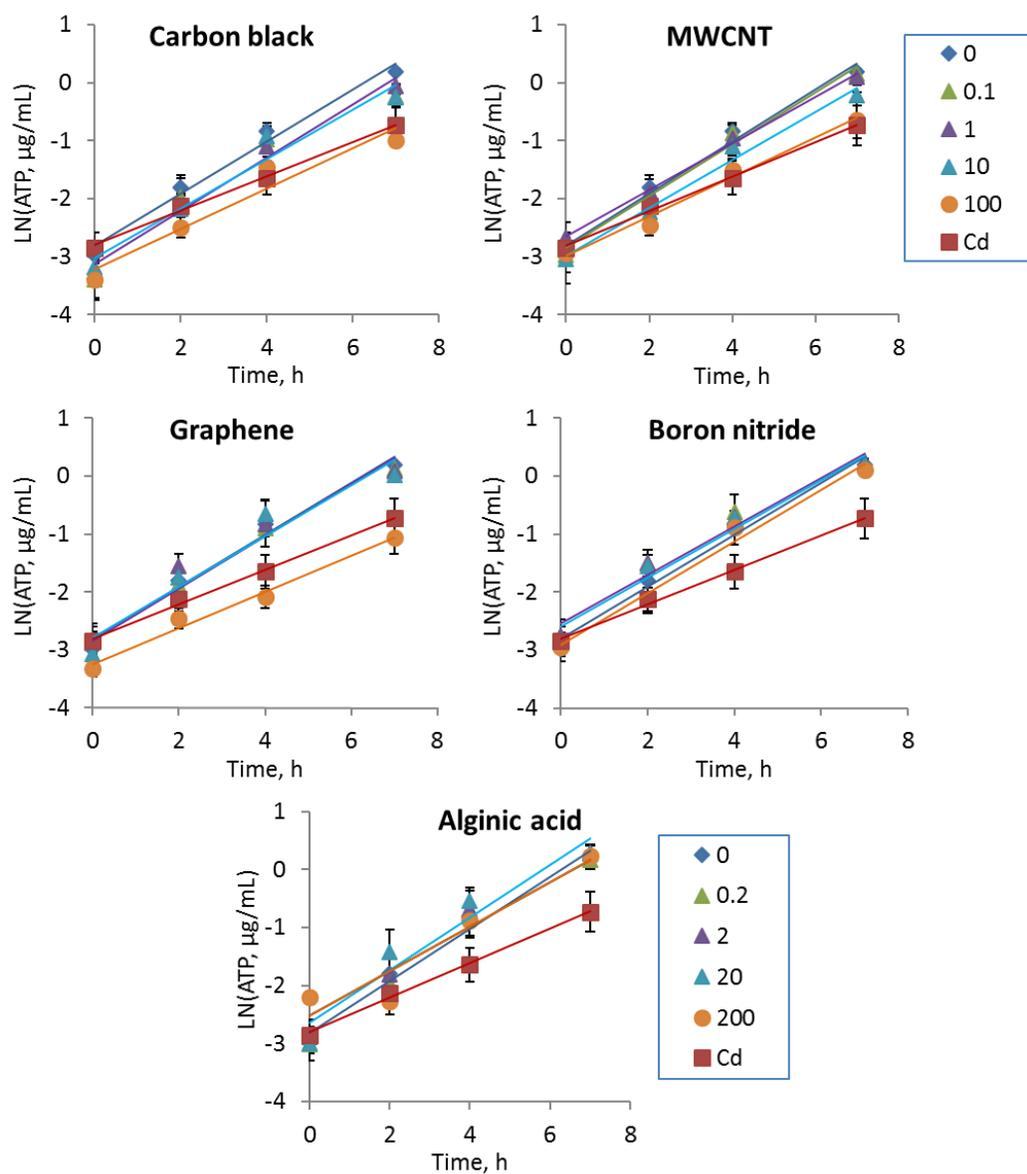 Carbon black
LN(ATP, µg/mL)
1
0
-1
-2
-3
-4
0 2 4 6 8
Time, h
MWCNT
LN(ATP, µg/mL)
1
0
-1
-2
-3
-4
0 2 4 6 8
Time, h
0
0.1
1
10
100
Cd
Graphene
LN(ATP, µg/mL)
1
0
-1
-2
-3
-4
0 2 4 6 8
Time, h
Boron nitride
LN(ATP, µg/mL)
1
0
-1
-2
-3
-4
0 2 4 6 8
Time, h
Alginic acid
LN(ATP, µg/mL)
1
0
-1
-2
-3
-4
0 2 4 6 8
Time, h
0
0.2
2
20
200
Cd